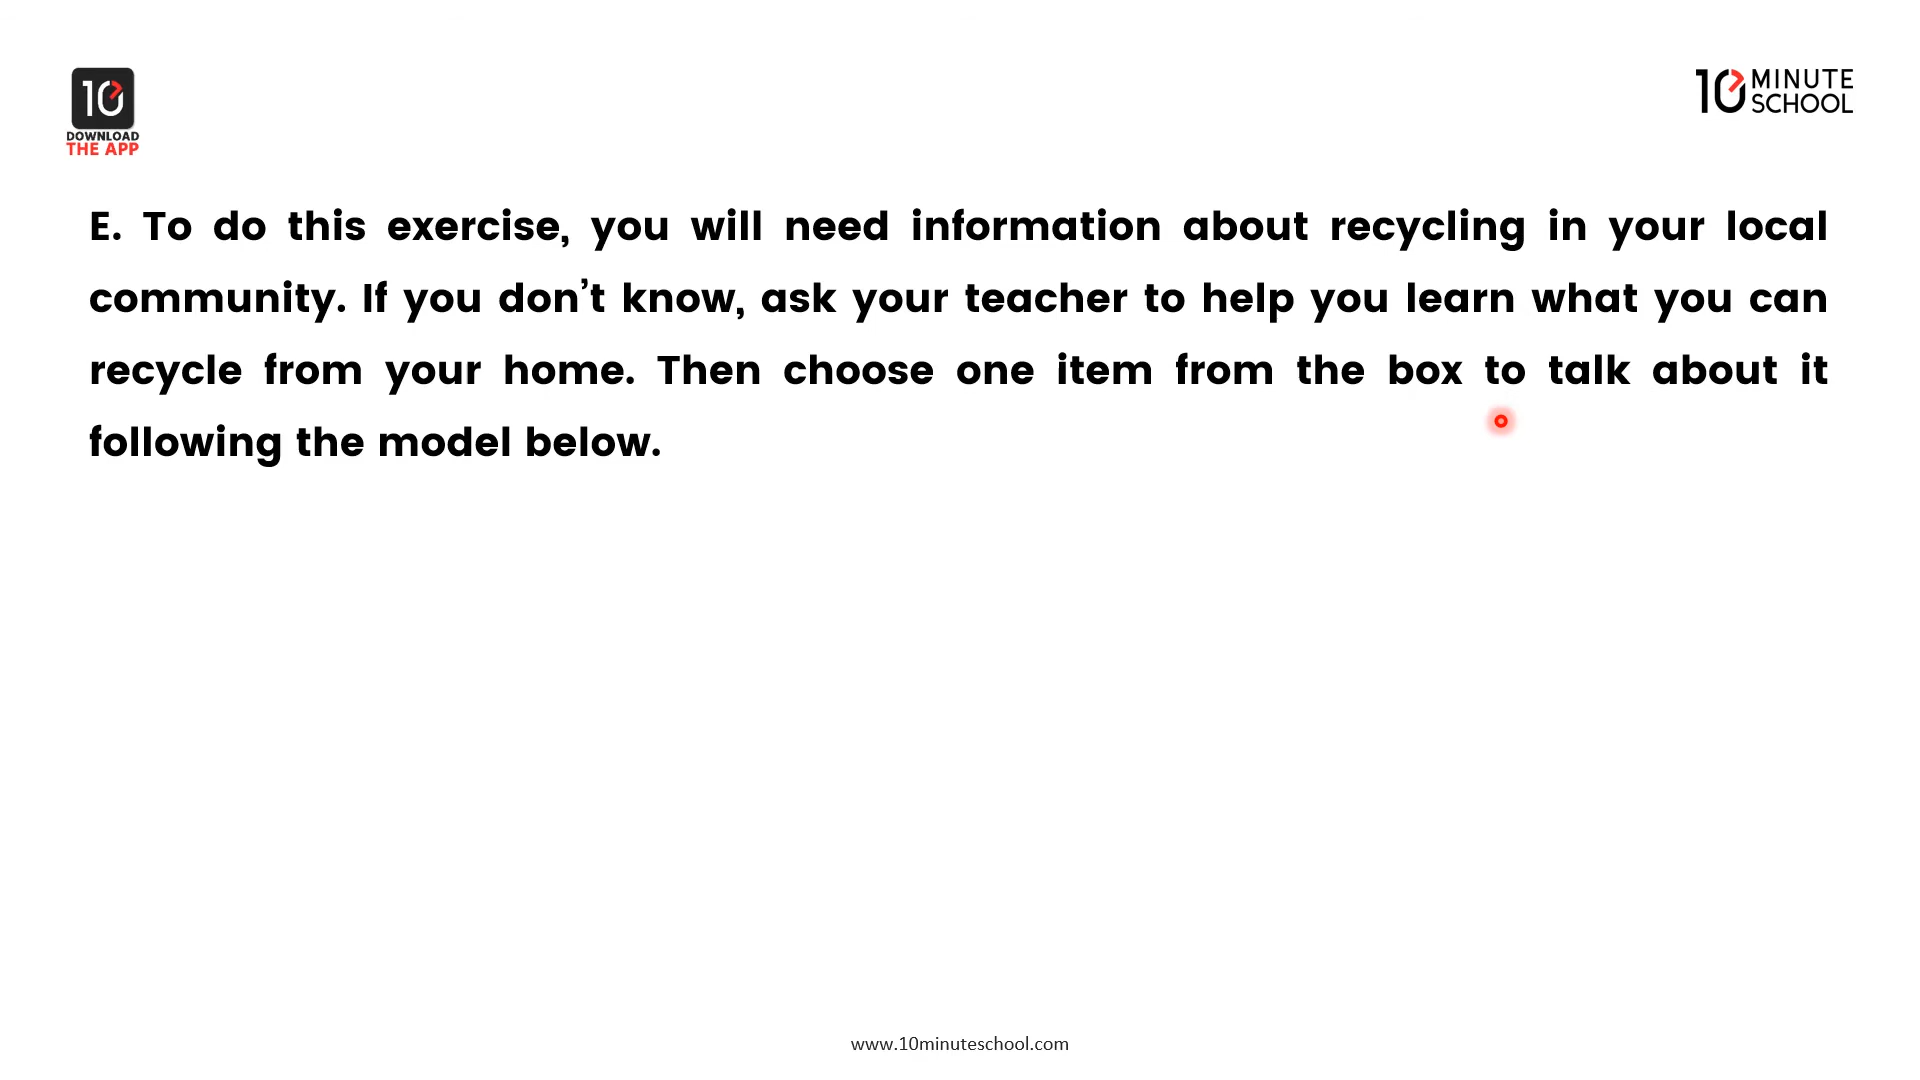 10
DOWNLOAD
THE APP
10 MINUTE
SCHOOL
E. To do this exercise, you will need information about recycling in your local
community. If you don’t know, ask your teacher to help you learn what you can
recycle from your home. Then choose one item from the box to talk about it
following the model below.
www.10minuteschool.com